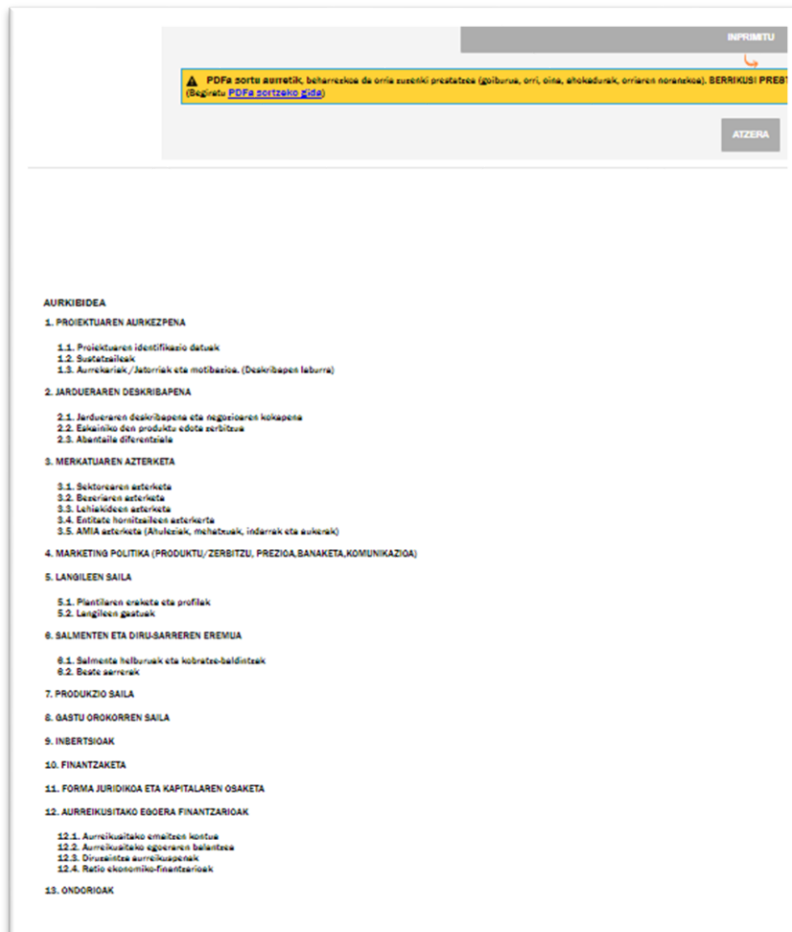 INPRIMITU
PDFa sortu aurretik, beharrezkoa da orria zuzenki prestatzea (goiburua, orri, oina, ahokadurak, orriaren noranzkoa). BERRIKUSI
(Begiratu PDFa sortzeko gida)
ATZERA
AURKIBIDEA
1. PROIEKTUAREN AURKEZPENA
1.1. Proiektuaren identifikazio datuak
1.2. Sustatzaileak
1.3. Aurrekariak /Jatorriak eta motibazioa. (Deskribapen laburra)
2. JARDUERAREN DESKRIBAPENA
2.1. Jardueraren deskribapena eta negozioaren kokapena
2.2. Eskainiko den produktu edota zerbitzua
2.3. Abantaila diferentziala
3. MERKATUAREN AZTERKETA
3.1. Sektorearen azterketa
3.2. Bezeriaren azterketa
3.3. Lehiakideen azterketa
3.4. Entitate hornitzaileen azterkerta
3.5. AMIA azterketa (Ahuleziak, mehatxuak, indarrak eta aukerak)
4. MARKETING POLITIKA (PRODUKTU/ZERBITZU, PREZIOA,BANAKETA,KOMUNIKAZIOA)
5. LANGILEEN SAILA
5.1. Plantilaren eraketa eta profilak
5.2. Langileen gastuak
6. SALMENTEN ETA DIRU-SARREREN EREMUA
6.1. Salmenta helburuak eta kobratze-baldintzak
6.2. Beste sarrerak
7. PRODUKZIO SAILA
8. GASTU OROKORREN SAILA
9. INBERTSIOAK
10. FINANTZAKETA
11. FORMA JURIDIKOA ETA KAPITALAREN OSAKETA
12. AURREIKUSITAKO EGOERA FINANTZARIOAK
12.1. Aurreikusitako emaitzen kontua
12.2. Aurreikusitako egoeraren balantzea
12.3. Diruzaintza aurreikuspenak
12.4. Ratio ekonomiko-finantzarioak
13. ONDORIOAK